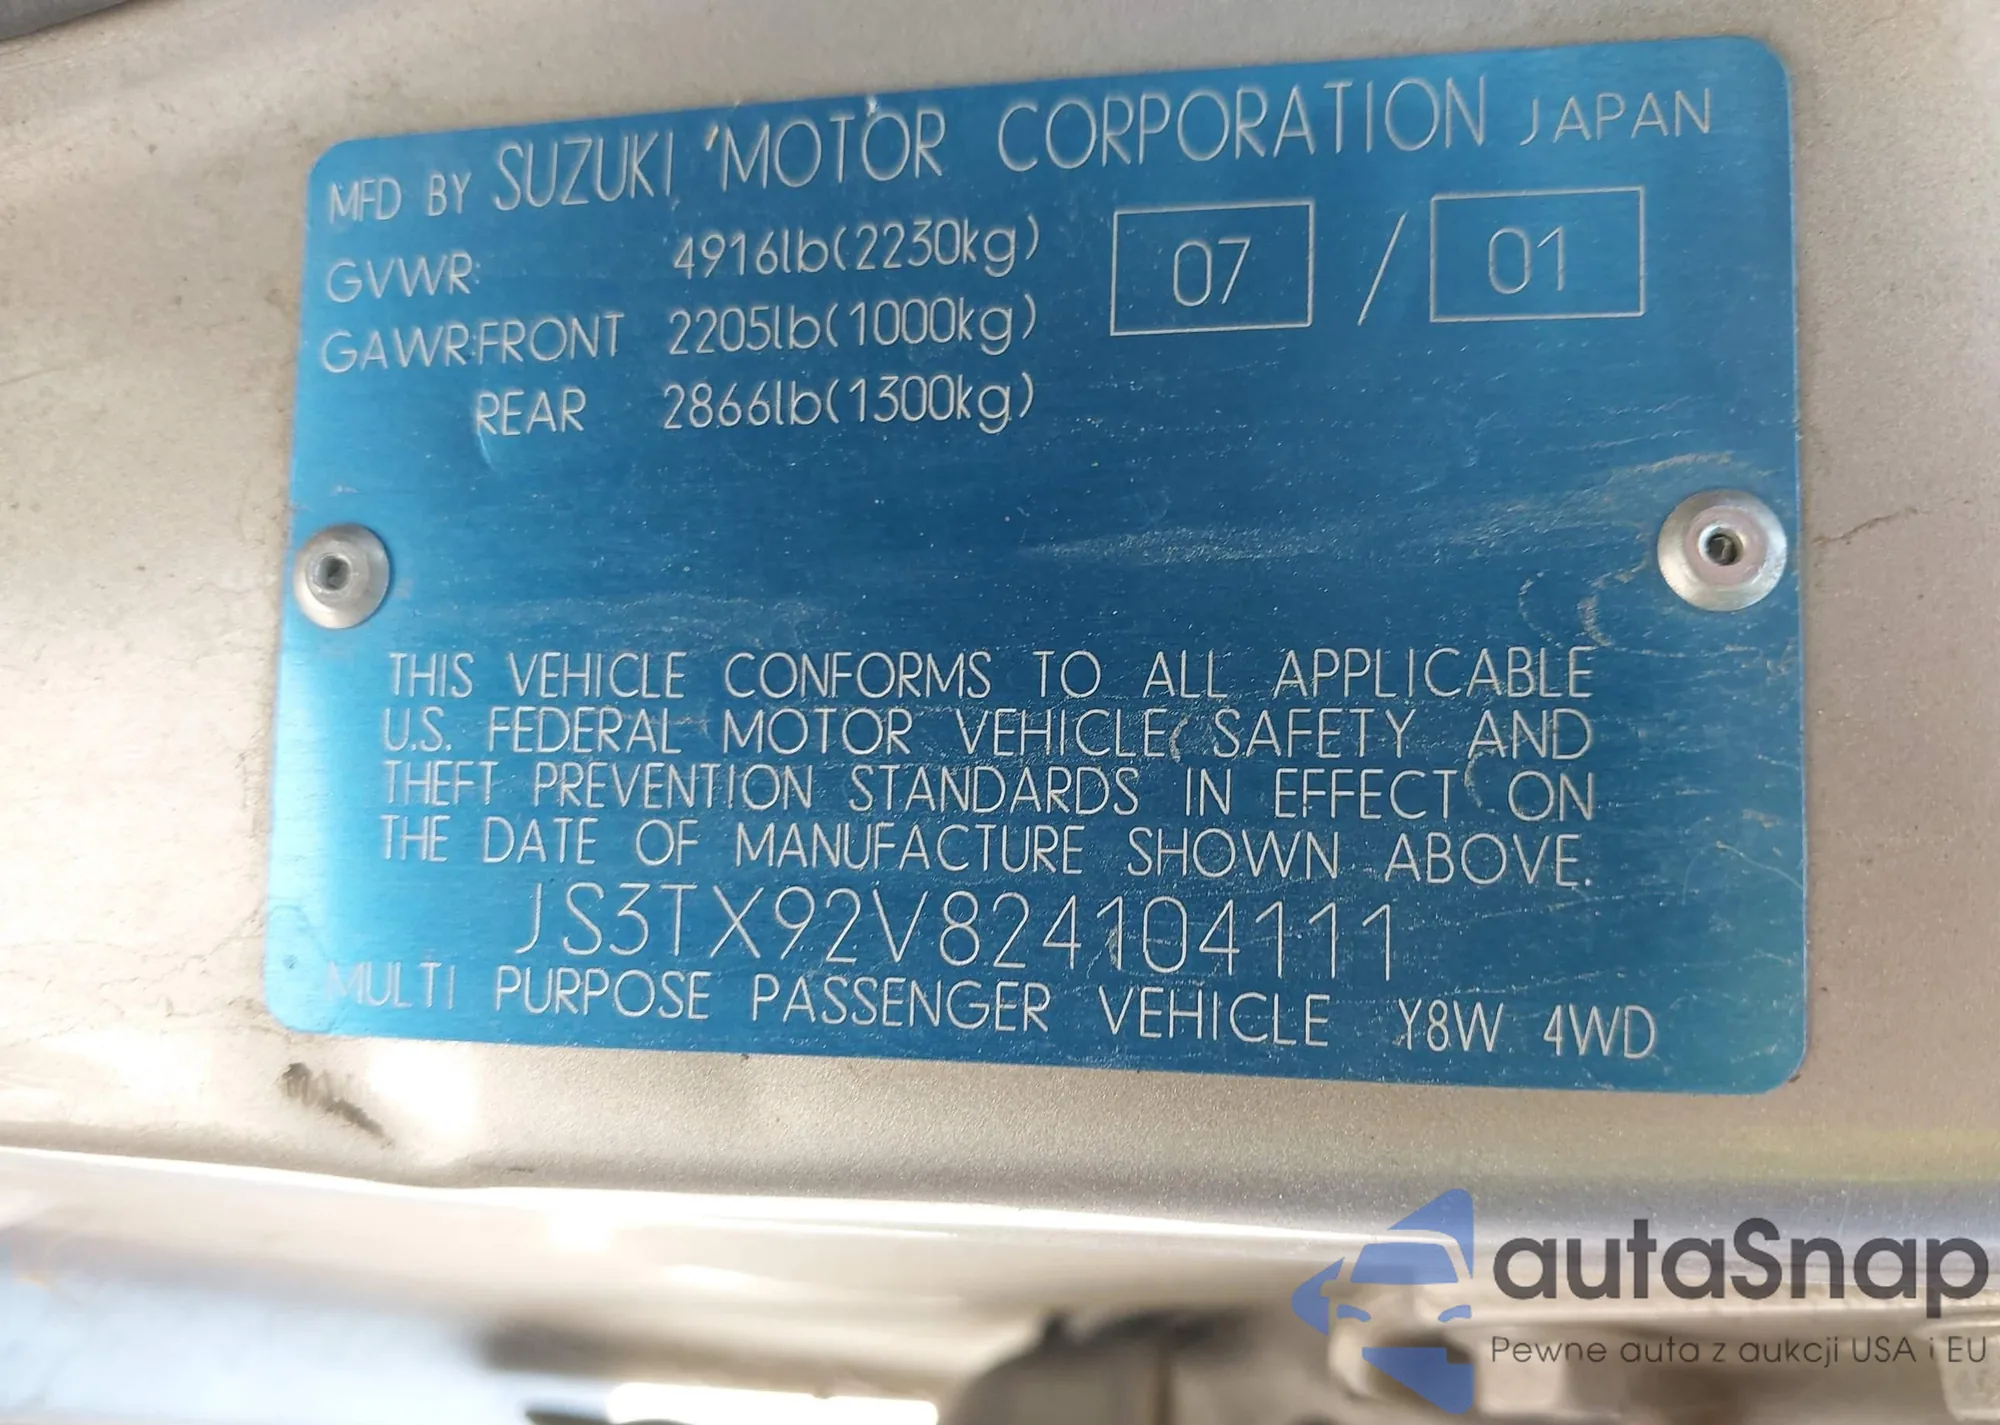 MFD BY SUZUKI MOTOR CORPORATION JAPAN
GVWR: 4916lb(2230kg) 07 / 01
GAWR:FRONT 2205lb(1000kg)
REAR 2866lb(1300kg)
THIS VEHICLE CONFORMS TO ALL APPLICABLE
U.S. FEDERAL MOTOR VEHICLE SAFETY AND
THEFT PREVENTION STANDARDS IN EFFECT ON
THE DATE OF MANUFACTURE SHOWN ABOVE.
JS3TX92V824104111
MULTI PURPOSE PASSENGER VEHICLE Y8W 4WD
autaSnap
Pewne auta z aukcji USA i EU